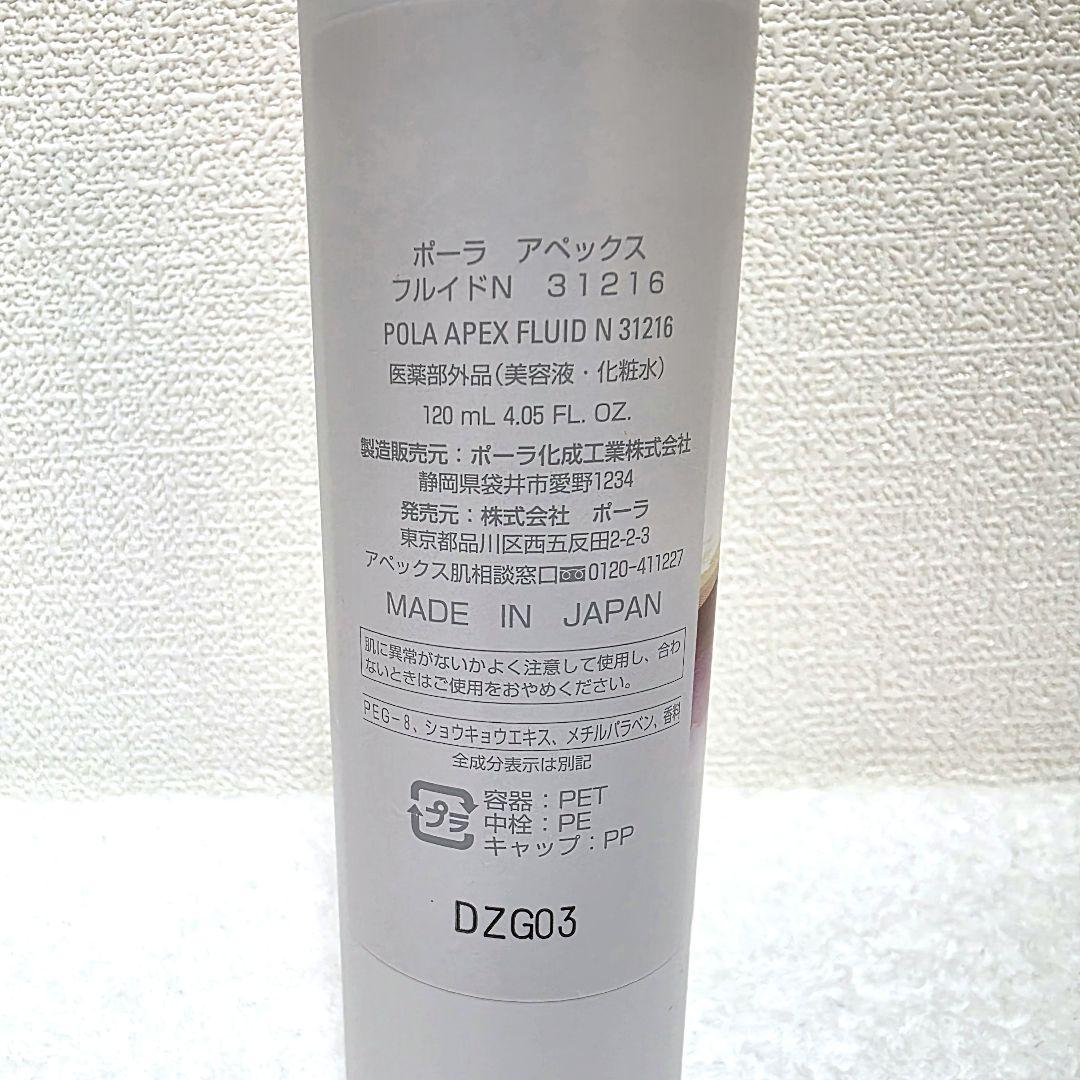 ポーラ　アペックス
フルイドN　31216
POLA APEX FLUID N 31216
医薬部外品(美容液・化粧水)
120 mL 4.05 FL. OZ.
製造販売元：ポーラ化成工業株式会社
静岡県袋井市愛野1234
発売元：株式会社　ポーラ
東京都品川区西五反田2-2-3
アペックス肌相談窓口 0120-411227
MADE IN JAPAN
肌に異常がないかよく注意して使用し、合わ
ないときはご使用をおやめください。
PEG-8、ショウキョウエキス、メチルパラベン、香料
全成分表示は別記
プラ
容器：PET
中栓：PE
キャップ：PP
DZG03